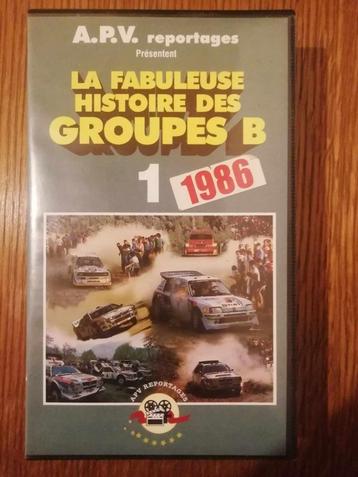 A.P.V. reportages
Présentent
LA FABULEUSE
HISTOIRE DES
GROUPES B
1 1986
APV REPORTAGES